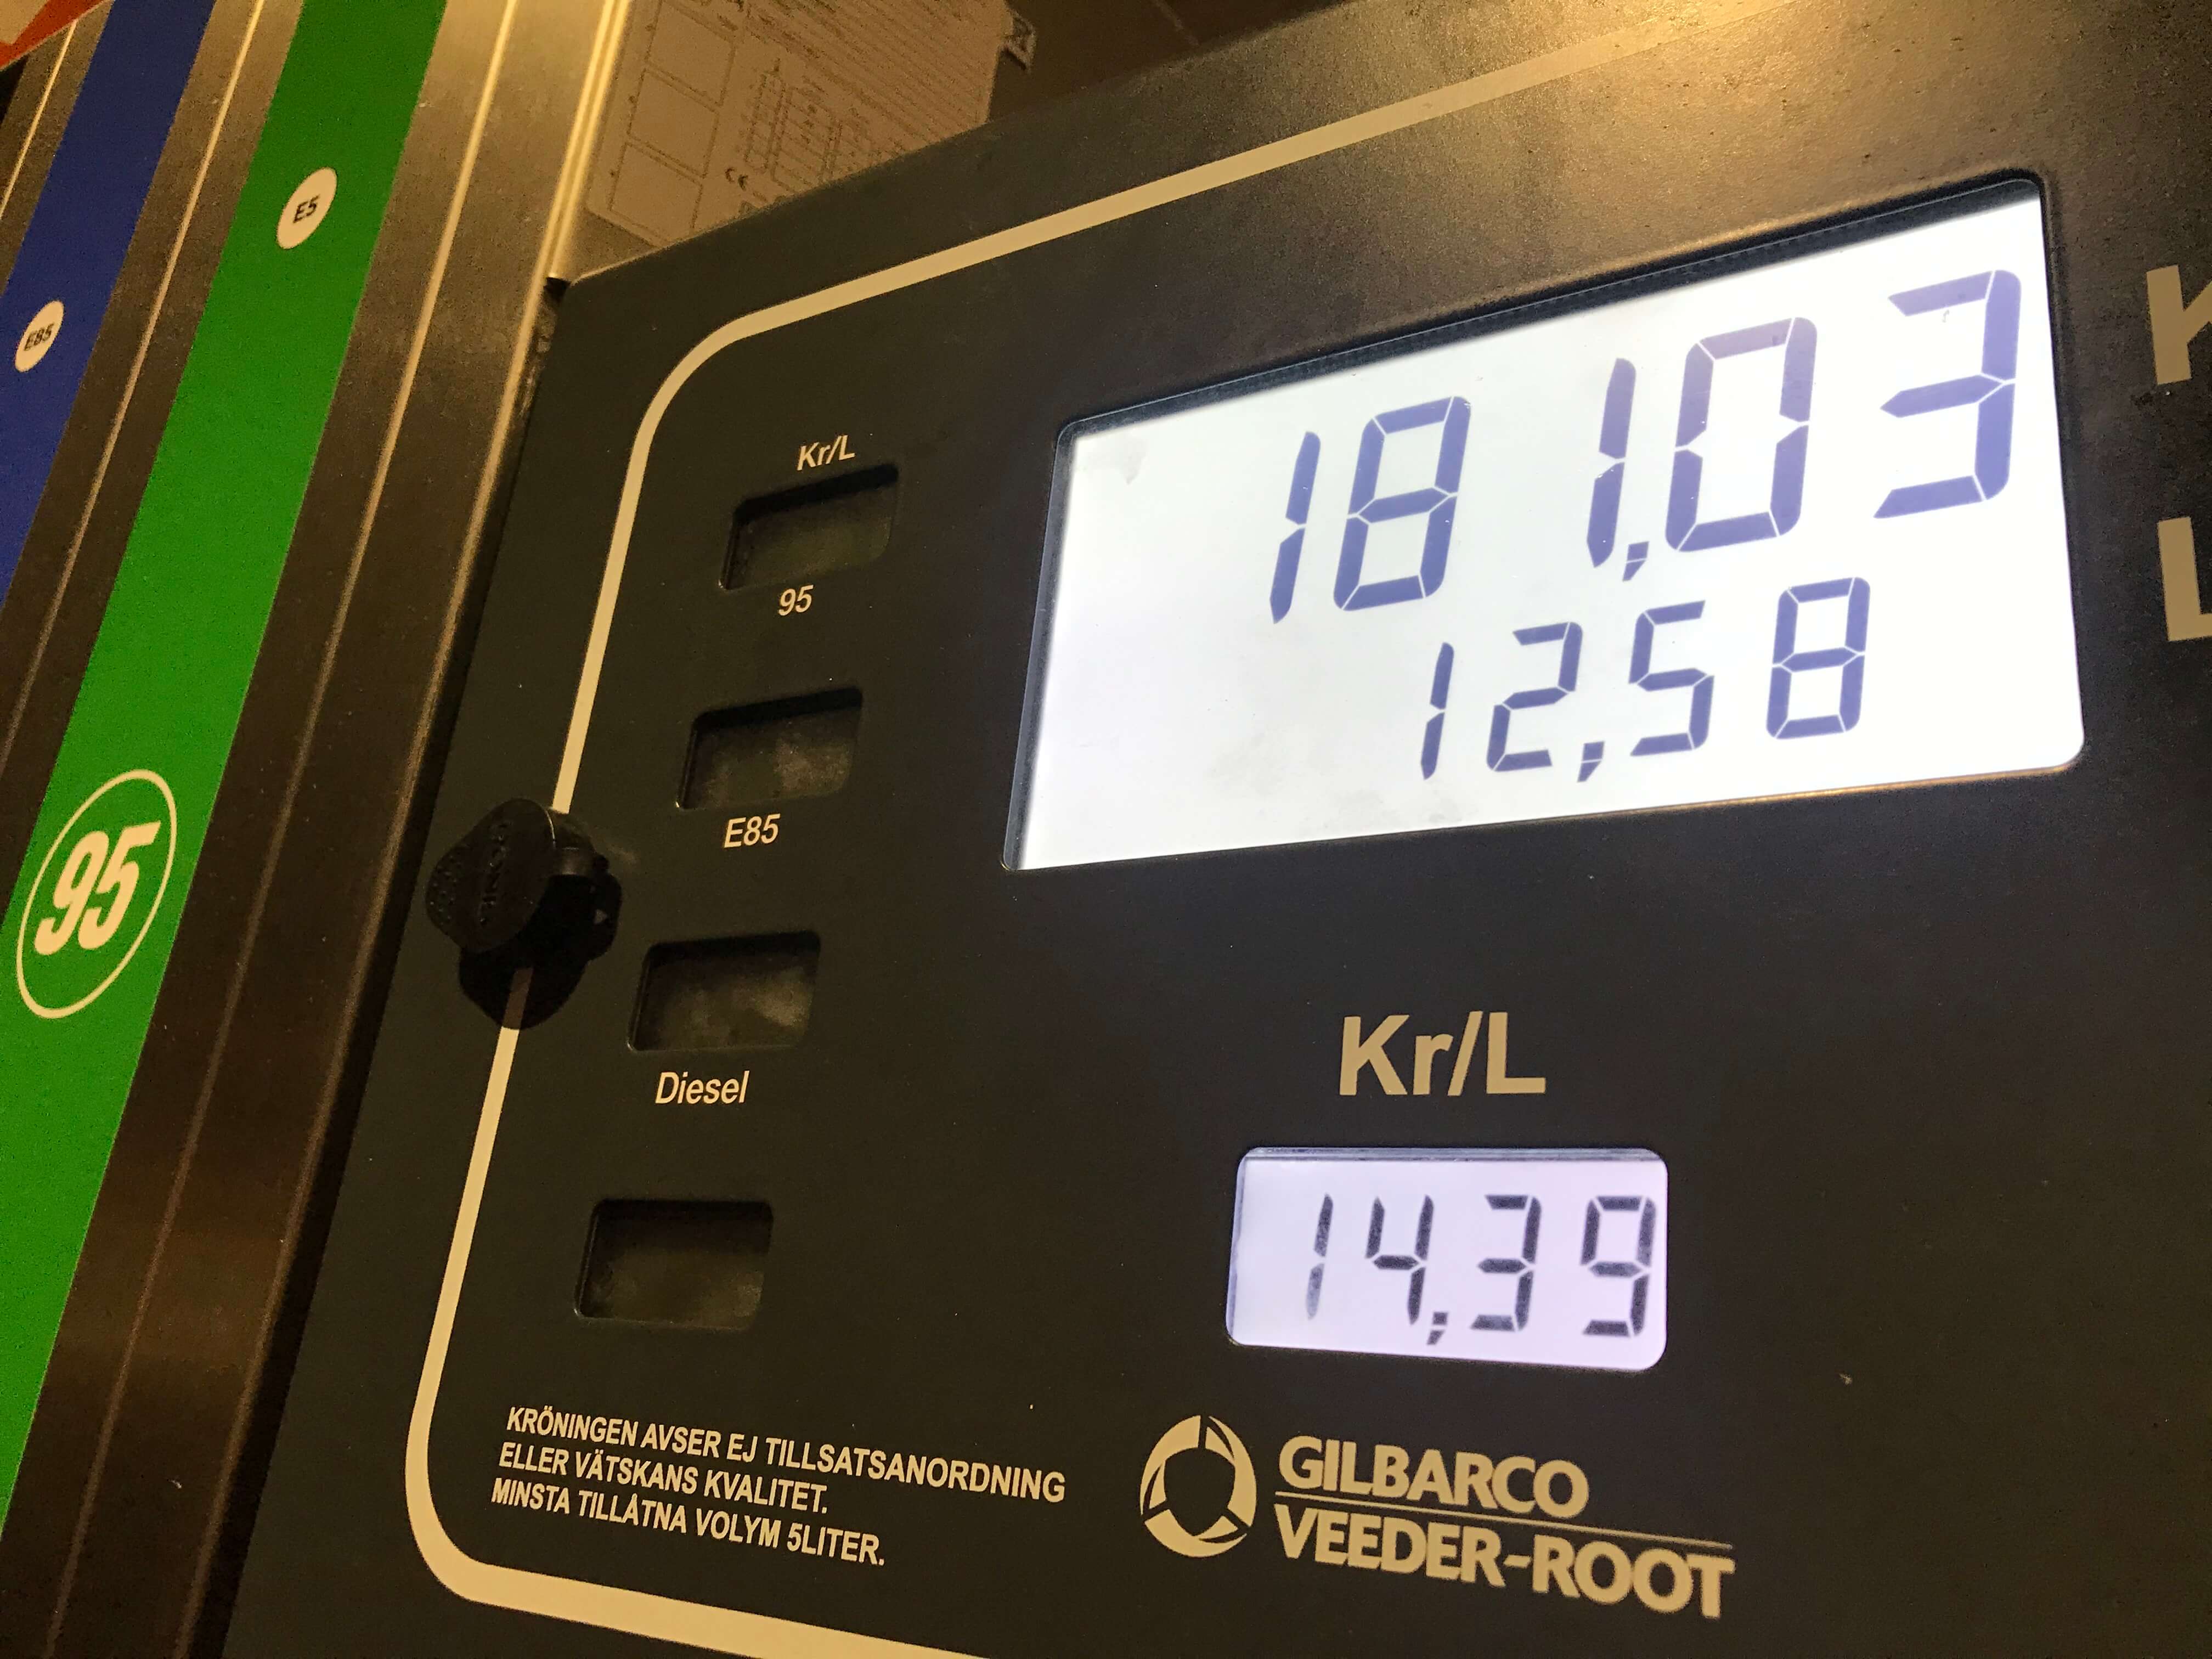 E5
E85
95
Kr/L
95
E85
Diesel
181,03
12,58
Kr/L
14,39
KRÖNINGEN AVSER EJ TILLSATSANORDNING
ELLER VÄTSKANS KVALITET.
MINSTA TILLÅTNA VOLYM 5LITER.
GILBARCO
VEEDER-ROOT